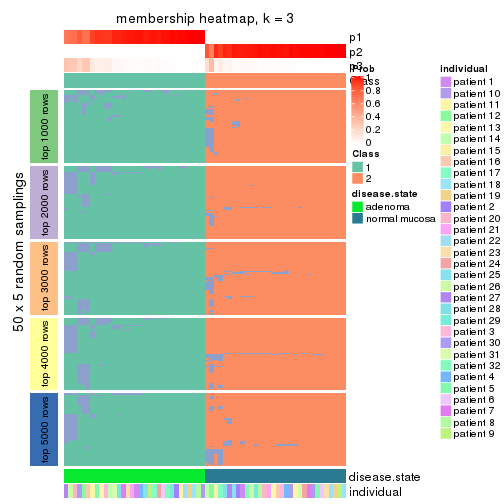 membership heatmap, k = 3
p1
p2
p3
Prob
1
0.8
0.6
0.4
0.2
0
Class
Class
1
2
disease.state
adenoma
normal mucosa
individual
patient 1
patient 10
patient 11
patient 12
patient 13
patient 14
patient 15
patient 16
patient 17
patient 18
patient 19
patient 2
patient 20
patient 21
patient 22
patient 23
patient 24
patient 25
patient 26
patient 27
patient 28
patient 29
patient 3
patient 30
patient 31
patient 32
patient 4
patient 5
patient 6
patient 7
patient 8
patient 9
50 x 5 random samplings
top 1000 rows
top 2000 rows
top 3000 rows
top 4000 rows
top 5000 rows
disease.state
individual